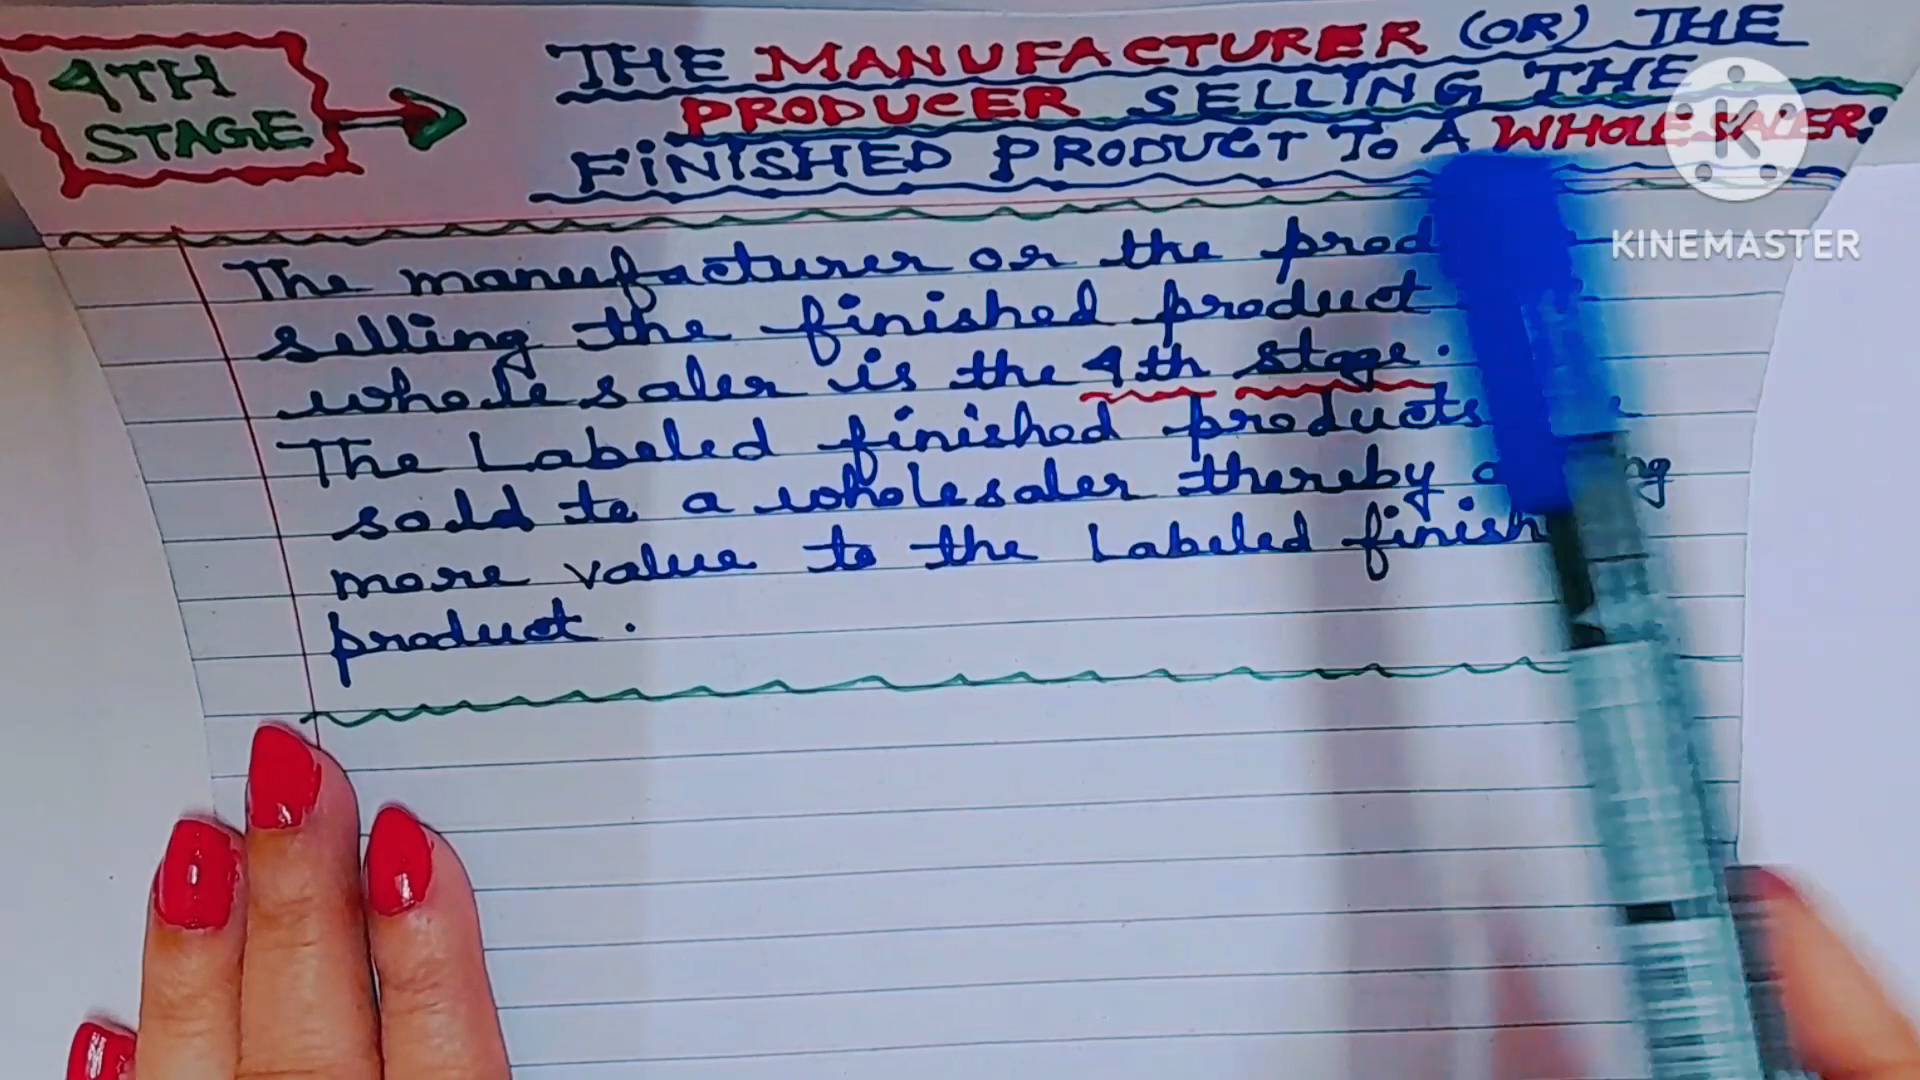 4TH
STAGE
THE MANUFACTURER (OR) THE
PRODUCER SELLING THE
FINISHED PRODUCT TO A WHOLESALER:
The manufacturer or the
selling the finished product
wholesaler is the 4th stage.
The Labeled finished products
sold to a wholesaler thereby
more value to the Labeled
product.
K
KINEMASTER